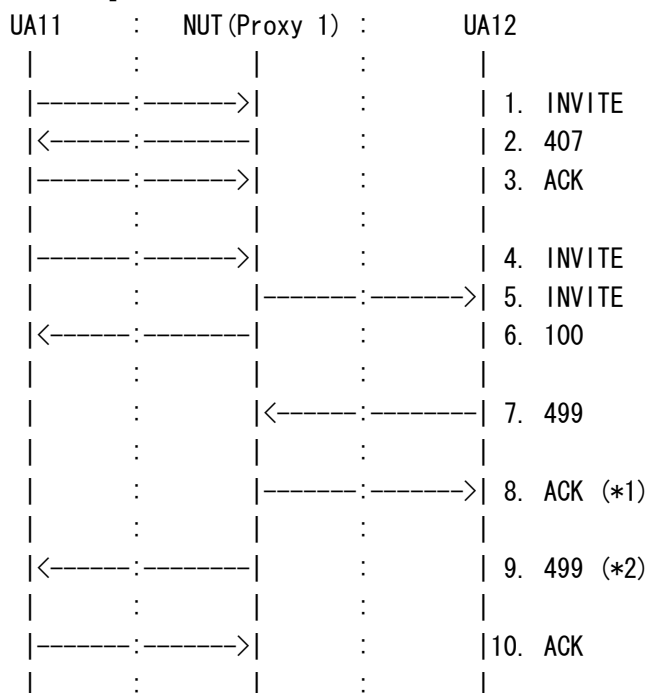 UA11 : NUT(Proxy 1) : UA12
| : | : |
|------:------->| : | 1. INVITE
|<------:--------| : | 2. 407
|------:------->| : | 3. ACK
| : | : |
|------:------->| : | 4. INVITE
| : |------:------->| 5. INVITE
|<------:--------| : | 6. 100
| : | : |
| : |<------:--------| 7. 499
| : | : |
| : |------:------->| 8. ACK (*1)
| : | : |
|<------:--------| : | 9. 499 (*2)
| : | : |
|------:------->| : |10. ACK
| : | : |